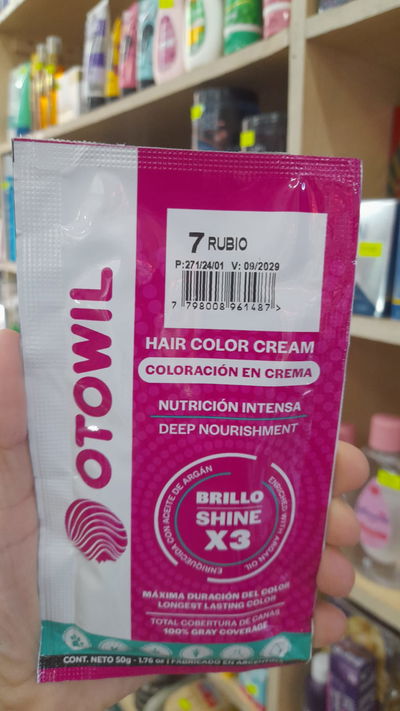 7 RUBIO
P:271/24/01 V: 09/2029
7 798008 961487 >
OTOWIL
HAIR COLOR CREAM
COLORACIÓN EN CREMA
NUTRICIÓN INTENSA
DEEP NOURISHMENT
ENRIQUECIDA CON ACEITE DE ARGÁN
ENRICHED WITH ARGAN OIL
BRILLO
SHINE
X3
MÁXIMA DURACIÓN DEL COLOR
LONGEST LASTING COLOR
TOTAL COBERTURA DE CANAS
100% GRAY COVERAGE
CONT. NETO 50g - 1.76 oz | FABRICADO EN ARGENTINA